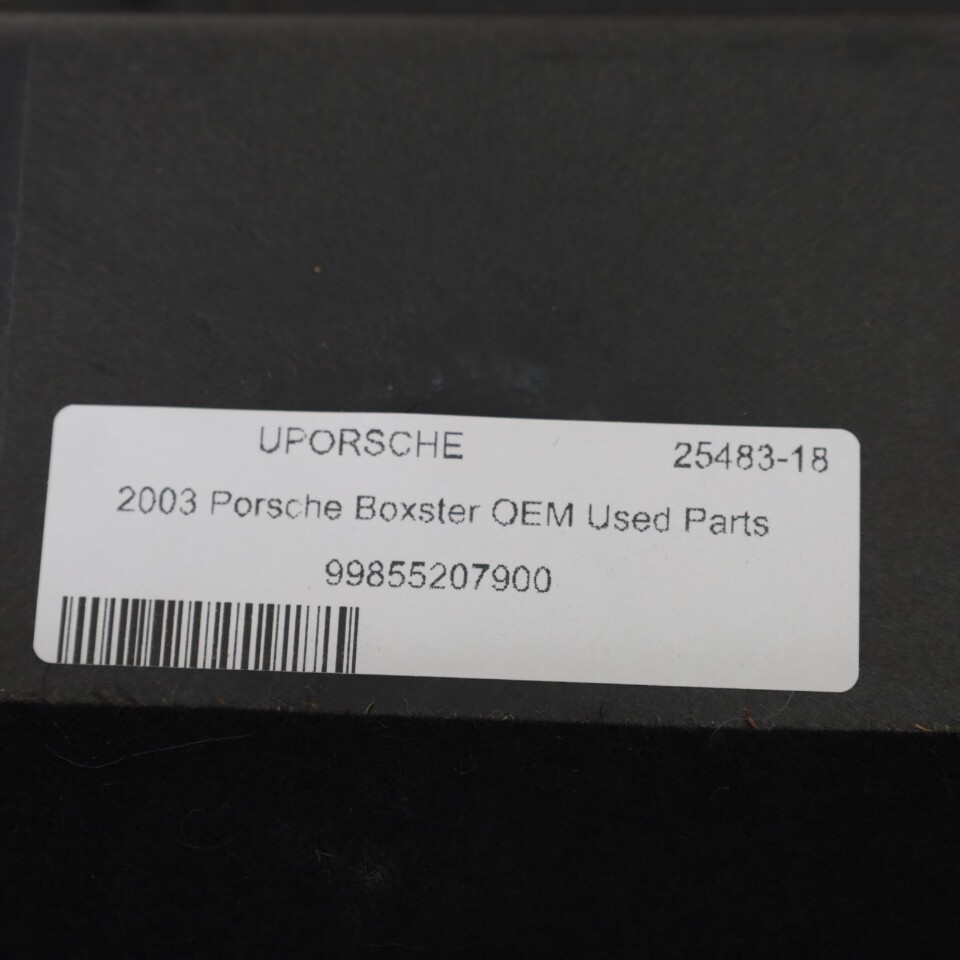 UPORSCHE 25483-18
2003 Porsche Boxster OEM Used Parts
99855207900